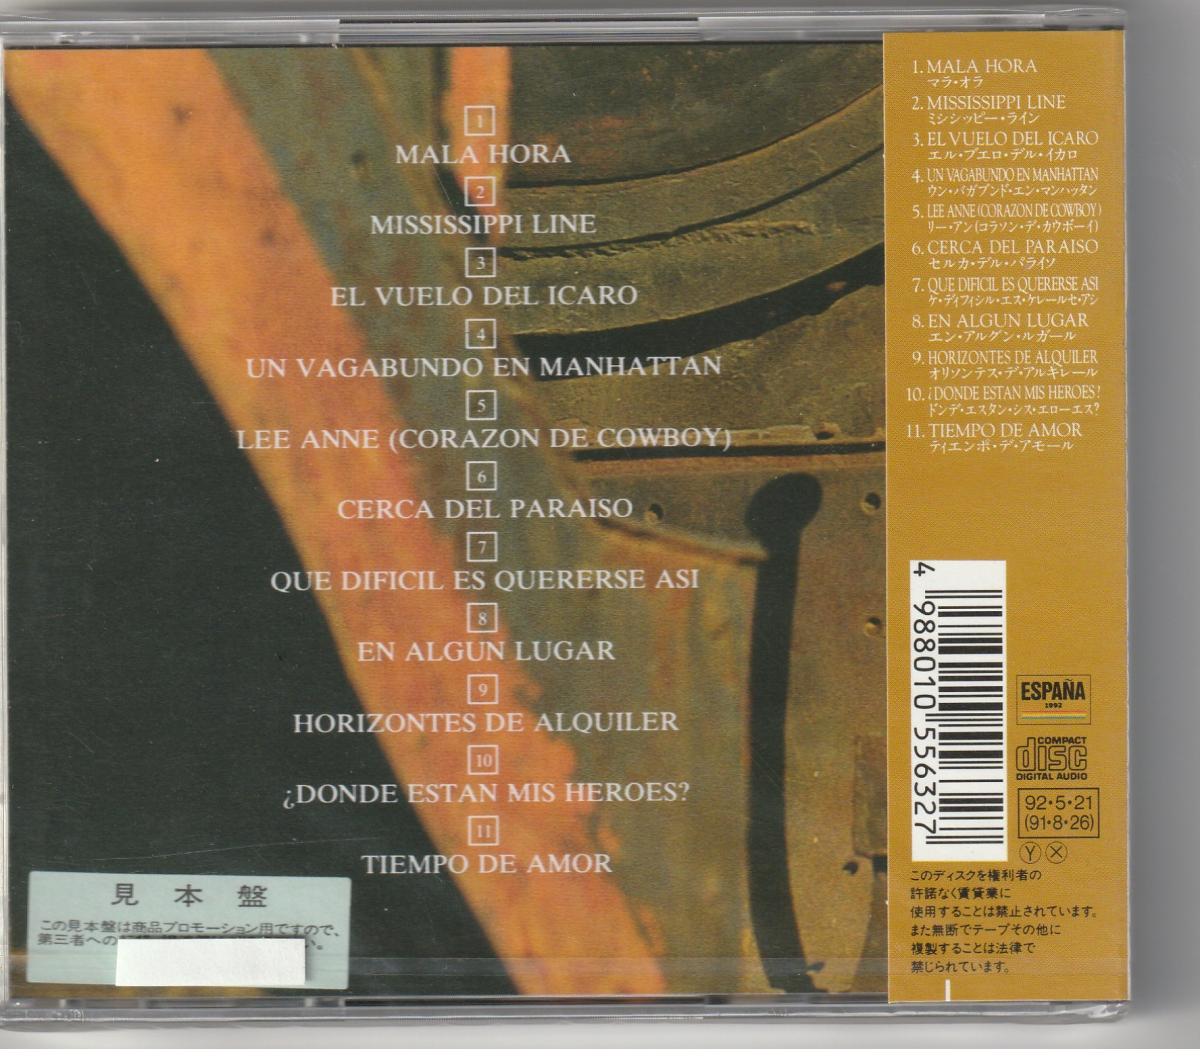 1
MALA HORA
2
MISSISSIPPI LINE
3
EL VUELO DEL ICARO
4
UN VAGABUNDO EN MANHATTAN
5
LEE ANNE (CORAZON DE COWBOY)
6
CERCA DEL PARAISO
7
QUE DIFICIL ES QUERERSE ASI
8
EN ALGUN LUGAR
9
HORIZONTES DE ALQUILER
10
¿DONDE ESTAN MIS HEROES?
11
TIEMPO DE AMOR
見本盤
この見本盤は商品プロモーション用ですので、
第三者への
い。
1. MALA HORA
マラ・オラ
2. MISSISSIPPI LINE
ミシシッピー・ライン
3. EL VUELO DEL ICARO
エル・ブエロ・デル・イカロ
4. UN VAGABUNDO EN MANHATTAN
ウン・バガブンド・エン・マンハッタン
5. LEE ANNE (CORAZON DE COWBOY)
リー・アン(コラソン・デ・カウボーイ)
6. CERCA DEL PARAISO
セルカ・デル・パライソ
7. QUE DIFICIL ES QUERERSE ASI
ケ・ディフィシル・エス・ケレールセ・アシ
8. EN ALGUN LUGAR
エン・アルグン・ルガール
9. HORIZONTES DE ALQUILER
オリソンテス・デ・アルキレール
10. ¿DONDE ESTAN MIS HEROES?
ドンデ・エスタン・シス・エローエス?
11. TIEMPO DE AMOR
ティエンポ・デ・アモール
4 988010 556327
ESPAÑA
1992
COMPACT
disc
DIGITAL AUDIO
92・5・21
(91・8・26)
Ⓨ Ⓧ
このディスクを権利者の
許諾なく賃貸業に
使用することは禁止されています。
また無断でテープその他に
複製することは法律で
禁じられています。